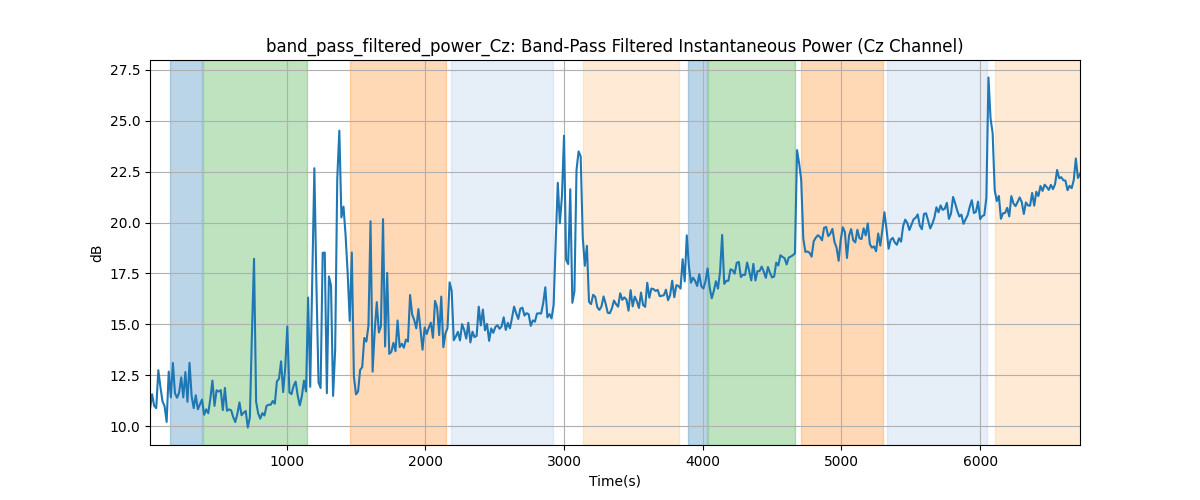 band_pass_filtered_power_Cz: Band-Pass Filtered Instantaneous Power (Cz Channel)
27.5
25.0
22.5
20.0
17.5
15.0
12.5
10.0
dB
1000 2000 3000 4000 5000 6000
Time(s)